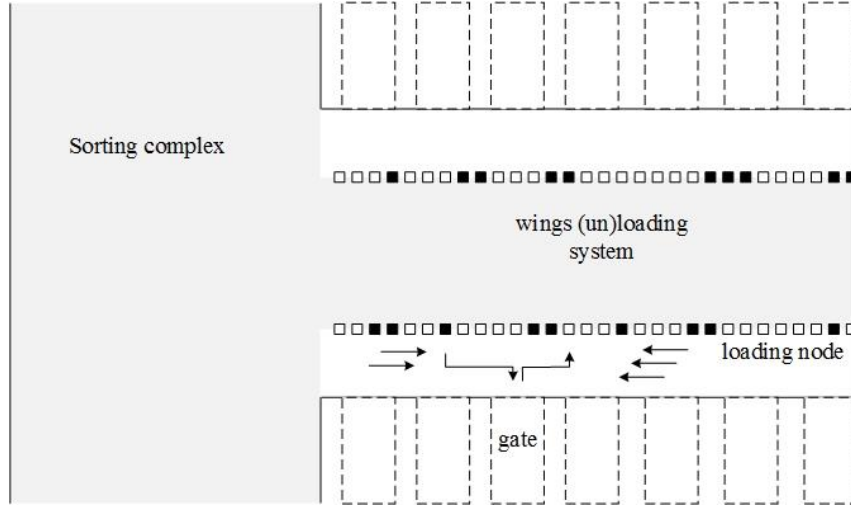 Sorting complex
wings (un)loading
system
loading node
gate